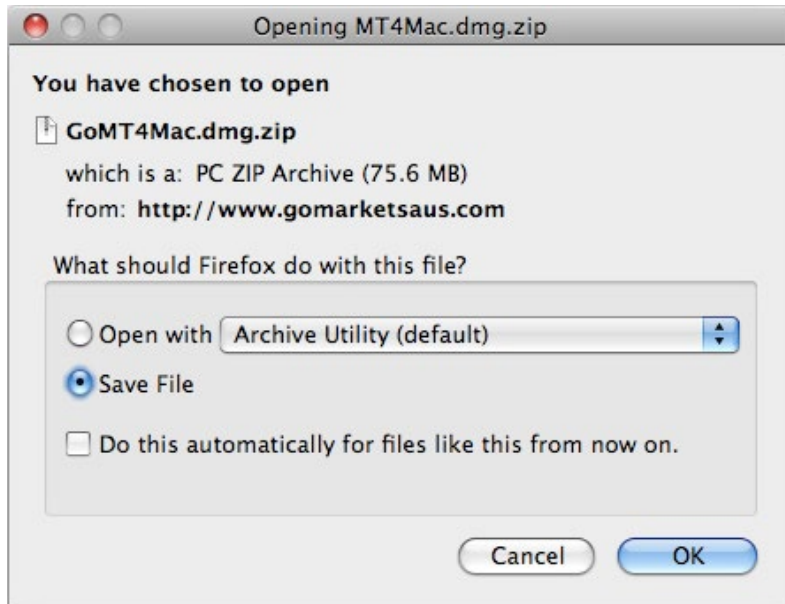 Opening MT4Mac.dmg.zip
You have chosen to open
GoMT4Mac.dmg.zip
which is a: PC ZIP Archive (75.6 MB)
from: http://www.gomarketsaus.com
What should Firefox do with this file?
Open with Archive Utility (default)
Save File
Do this automatically for files like this from now on.
Cancel OK